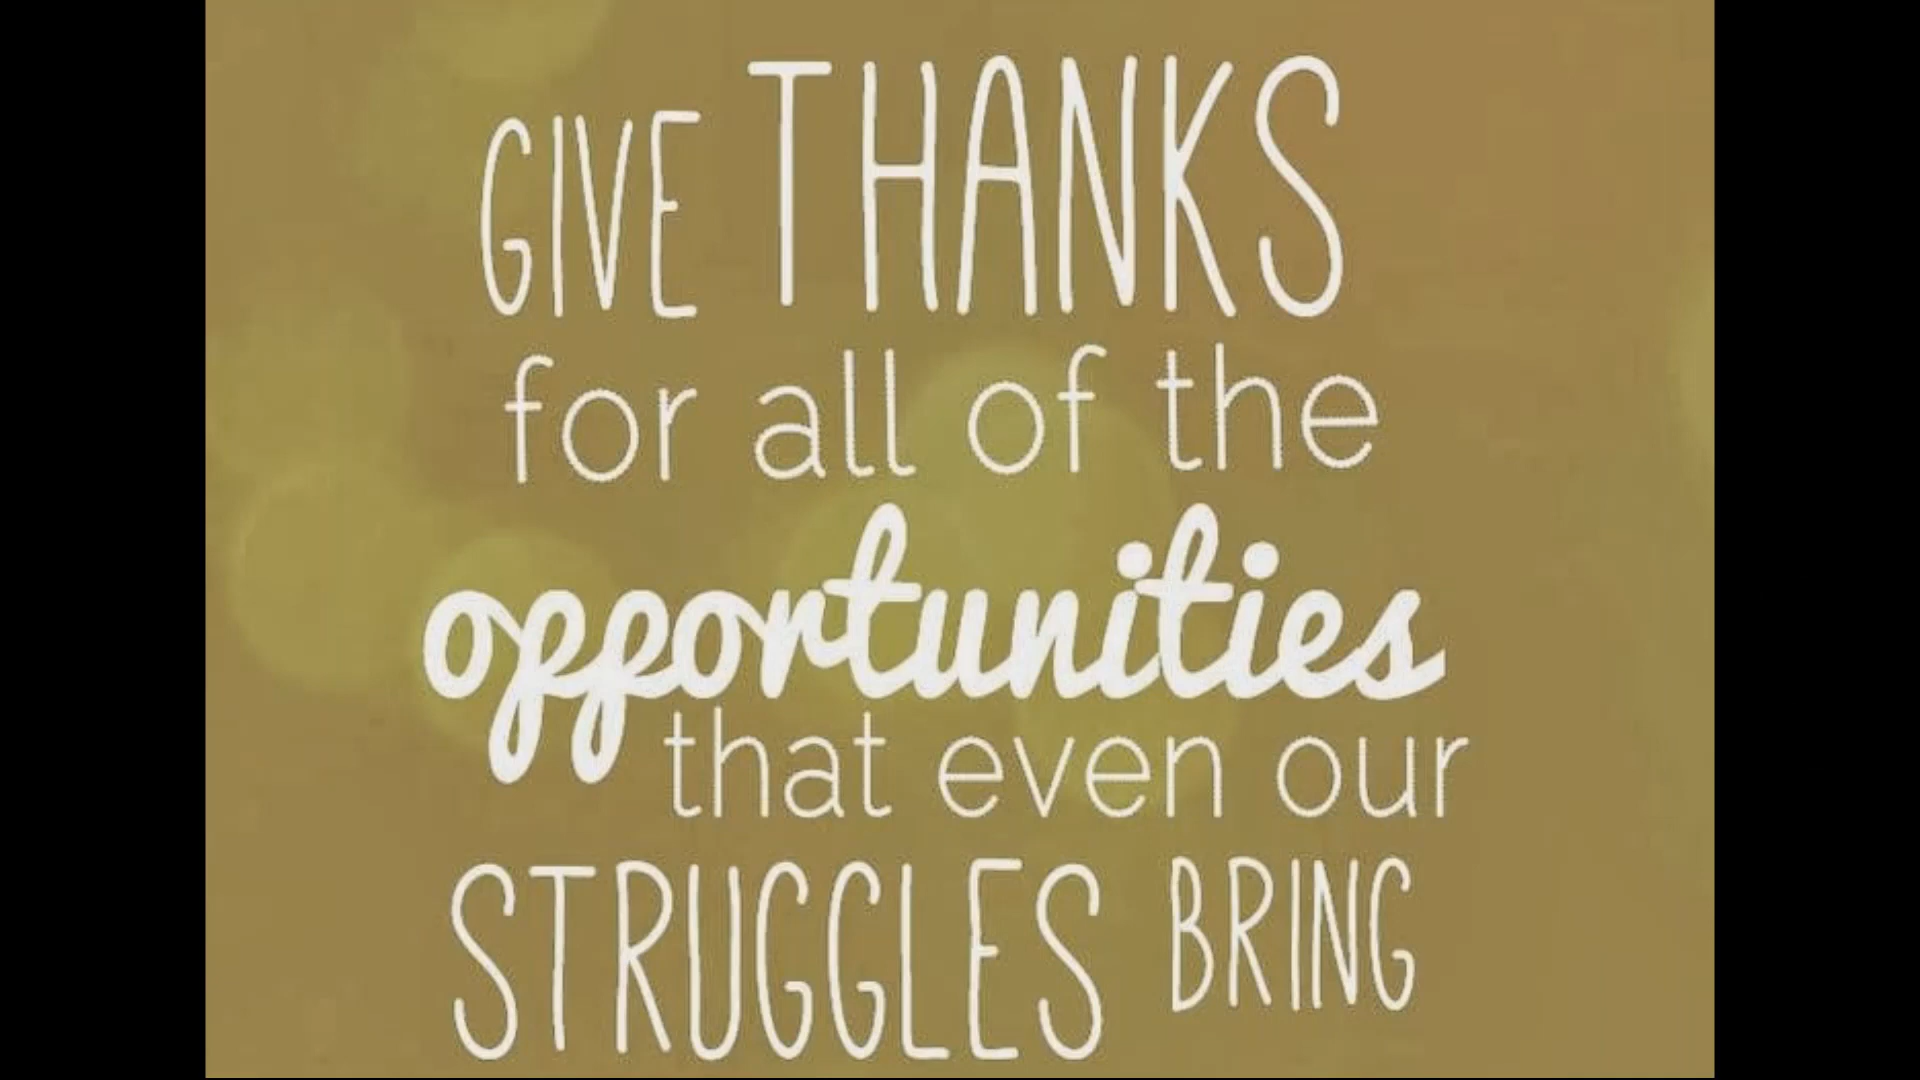 GIVE THANKS
for all of the
opportunities
that even our
STRUGGLES BRING